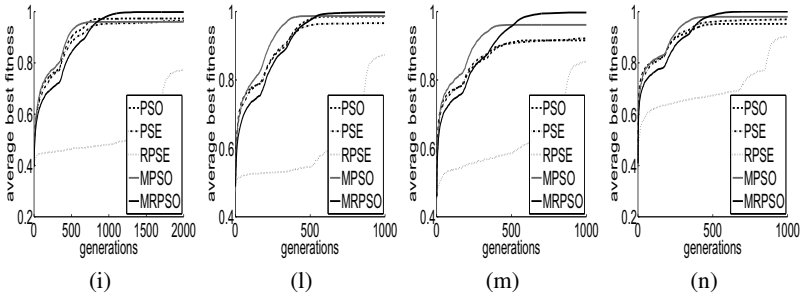 average best fitness
1
0.8
0.6
0.4
0.2
0 500 1000 1500 2000
generations
PSO
PSE
RPSE
MPSO
MRPSO
(i)
average best fitness
1
0.8
0.6
0.4
0 500 1000
generations
PSO
PSE
RPSE
MPSO
MRPSO
(l)
average best fitness
1
0.8
0.6
0.4
0 500 1000
generations
PSO
PSE
RPSE
MPSO
MRPSO
(m)
average best fitness
1
0.8
0.6
0.4
0.2
0 500 1000
generations
PSO
PSE
RPSE
MPSO
MRPSO
(n)